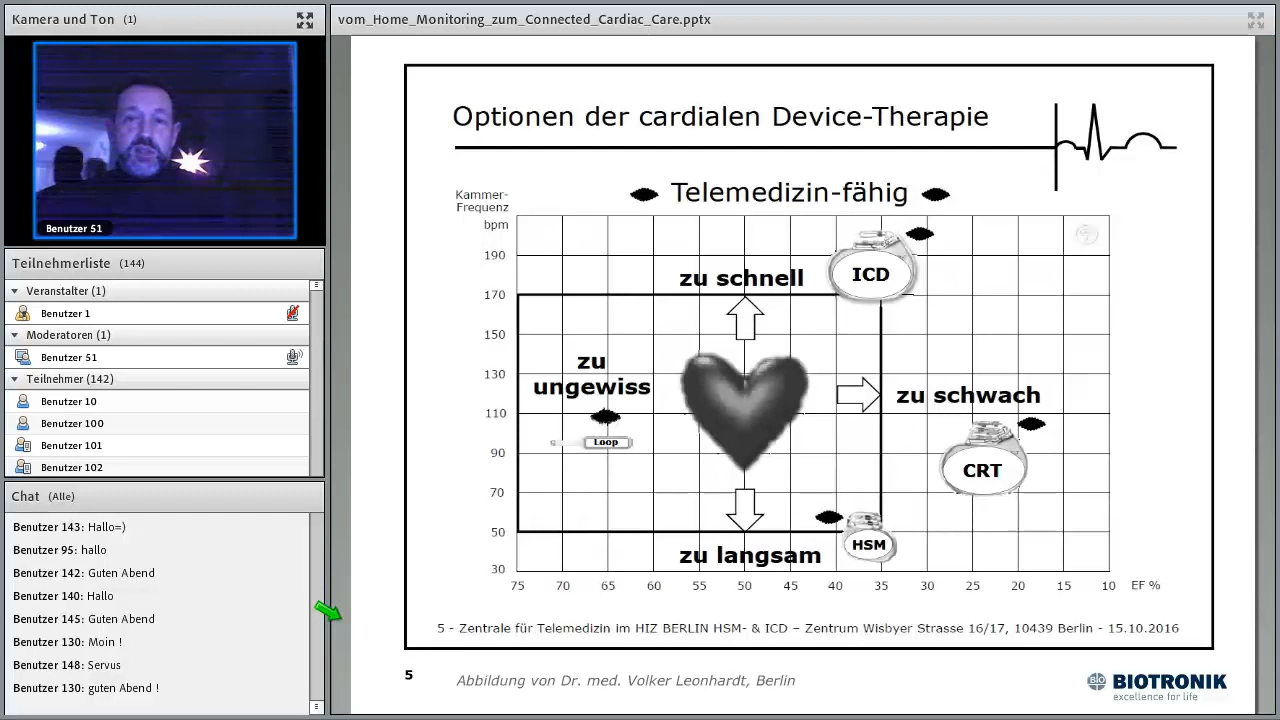 Kamera und Ton (1)
Benutzer 51
Teilnehmerliste (144)
Veranstalter (1)
Benutzer 1
Moderatoren (1)
Benutzer 51
Teilnehmer (142)
Benutzer 10
Benutzer 100
Benutzer 101
Benutzer 102
Chat (Alle)
Benutzer 143: Hallo=)
Benutzer 95: hallo
Benutzer 142: Guten Abend
Benutzer 140: Hallo
Benutzer 145: Guten Abend
Benutzer 130: Moin !
Benutzer 148: Servus
Benutzer 130: guten Abend !
vom_Home_Monitoring_zum_Connected_Cardiac_Care.pptx
Optionen der cardialen Device-Therapie
Telemedizin-fähig
Kammer-
Frequenz
bpm
190
170
150
130
110
90
70
50
30
zu schnell
ICD
zu
ungewiss
Loop
zu schwach
CRT
zu langsam
HSM
75 70 65 60 55 50 45 40 35 30 25 20 15 10 EF %
5 - Zentrale für Telemedizin im HIZ BERLIN HSM- & ICD – Zentrum Wisbyer Strasse 16/17, 10439 Berlin - 15.10.2016
5
Abbildung von Dr. med. Volker Leonhardt, Berlin
BIO
BIOTRONIK
excellence for life